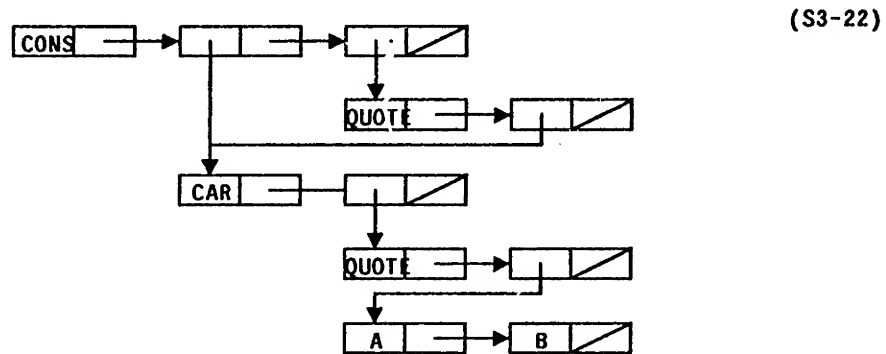 (S3-22)
CONS
QUOTE
CAR
QUOTE
A B